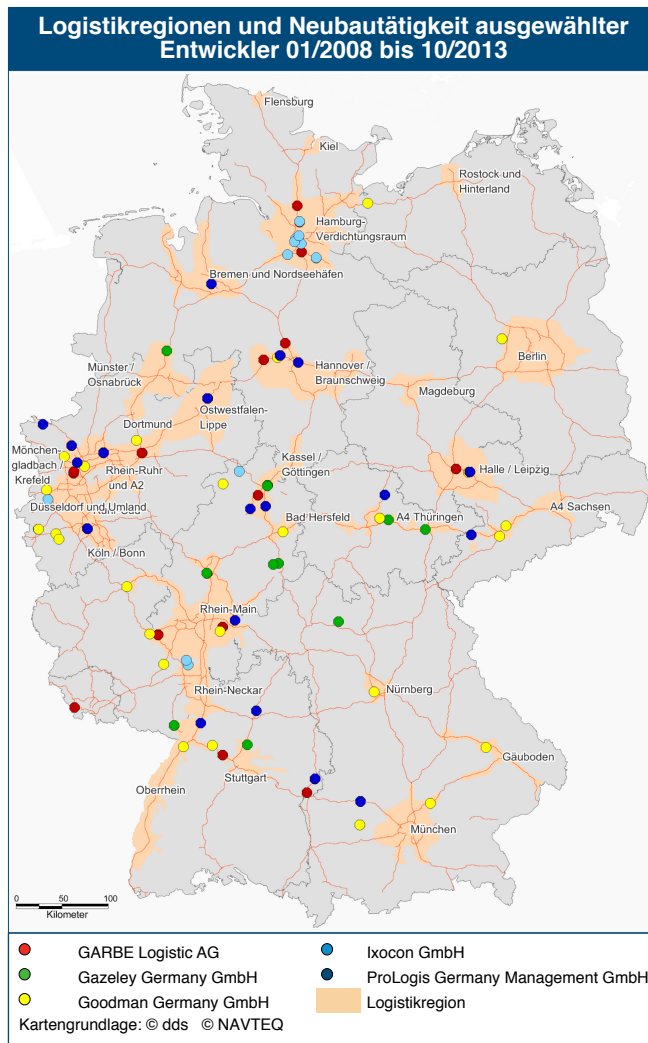 Logistikregionen und Neubautätigkeit ausgewählter
Entwickler 01/2008 bis 10/2013
Flensburg
Kiel
Rostock und
Hinterland
Hamburg-
Verdichtungsraum
Bremen und Nordseehäfen
Berlin
Münster /
Osnabrück
Hannover /
Braunschweig
Magdeburg
Ostwestfalen-
Lippe
Dortmund
Mönchen-
gladbach /
Krefeld
Rhein-Ruhr
und A2
Kassel /
Göttingen
Halle / Leipzig
Düsseldorf und Umland
Bad Hersfeld
A4 Thüringen
A4 Sachsen
Köln / Bonn
Rhein-Main
Rhein-Neckar
Nürnberg
Gäuboden
Stuttgart
Oberrhein
München
0 50 100
Kilometer
GARBE Logistic AG
Gazeley Germany GmbH
Goodman Germany GmbH
Ixocon GmbH
ProLogis Germany Management GmbH
Logistikregion
Kartengrundlage: © dds © NAVTEQ